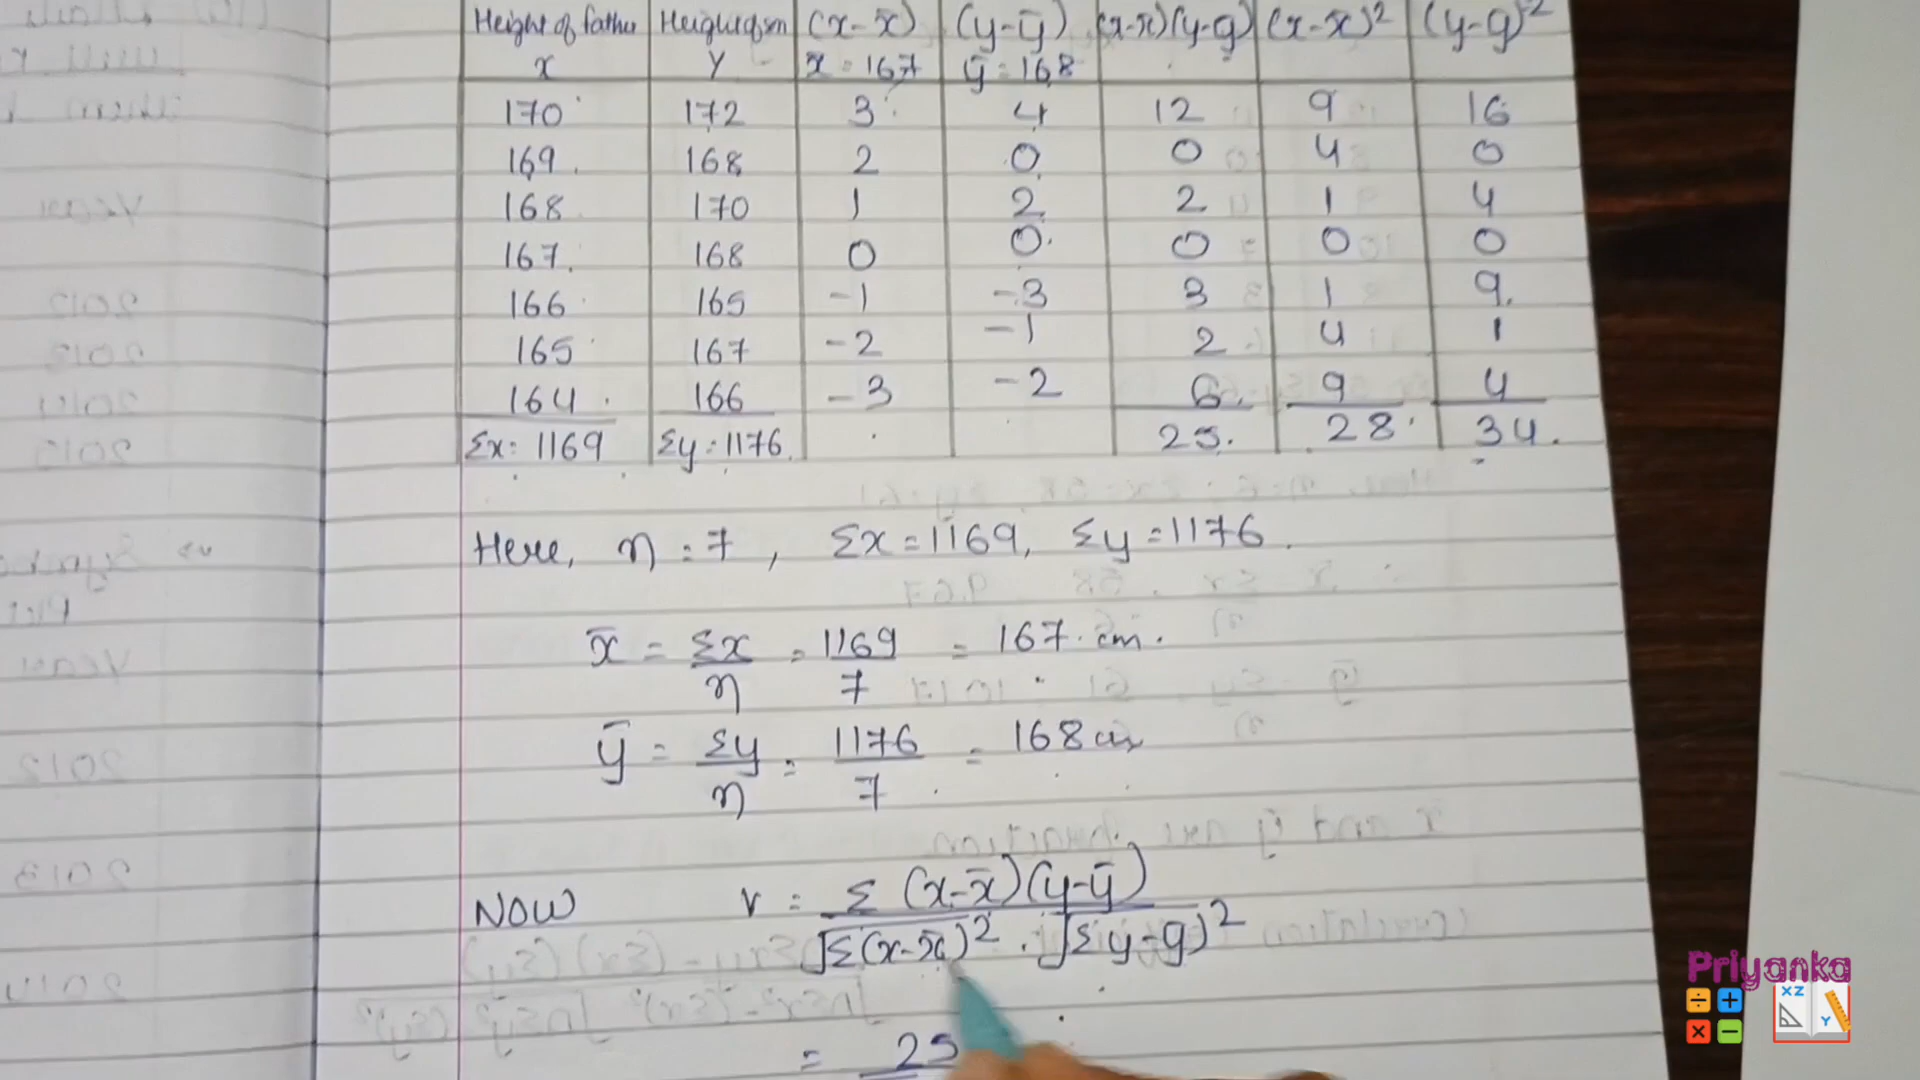 Height of father Height of son (x-x̄) (y-ȳ) (x-x̄)(y-ȳ) (x-x̄)² (y-ȳ)²
x y x̄ = 167 ȳ = 168
170 172 3 4 12 9 16
169 168 2 0 0 4 0
168 170 1 2 2 1 4
167 168 0 0 0 0 0
166 165 -1 -3 3 1 9
165 167 -2 -1 2 4 1
164 166 -3 -2 6 9 4
Σx = 1169 Σy = 1176 25 28 34
Here, n = 7, Σx = 1169, Σy = 1176.
x̄ = Σx/n = 1169/7 = 167 cm.
ȳ = Σy/n = 1176/7 = 168 cm
Now r = Σ(x-x̄)(y-ȳ) / √Σ(x-x̄)² . √Σy-ȳ)²
= 25
Priyanka
XZ
Y